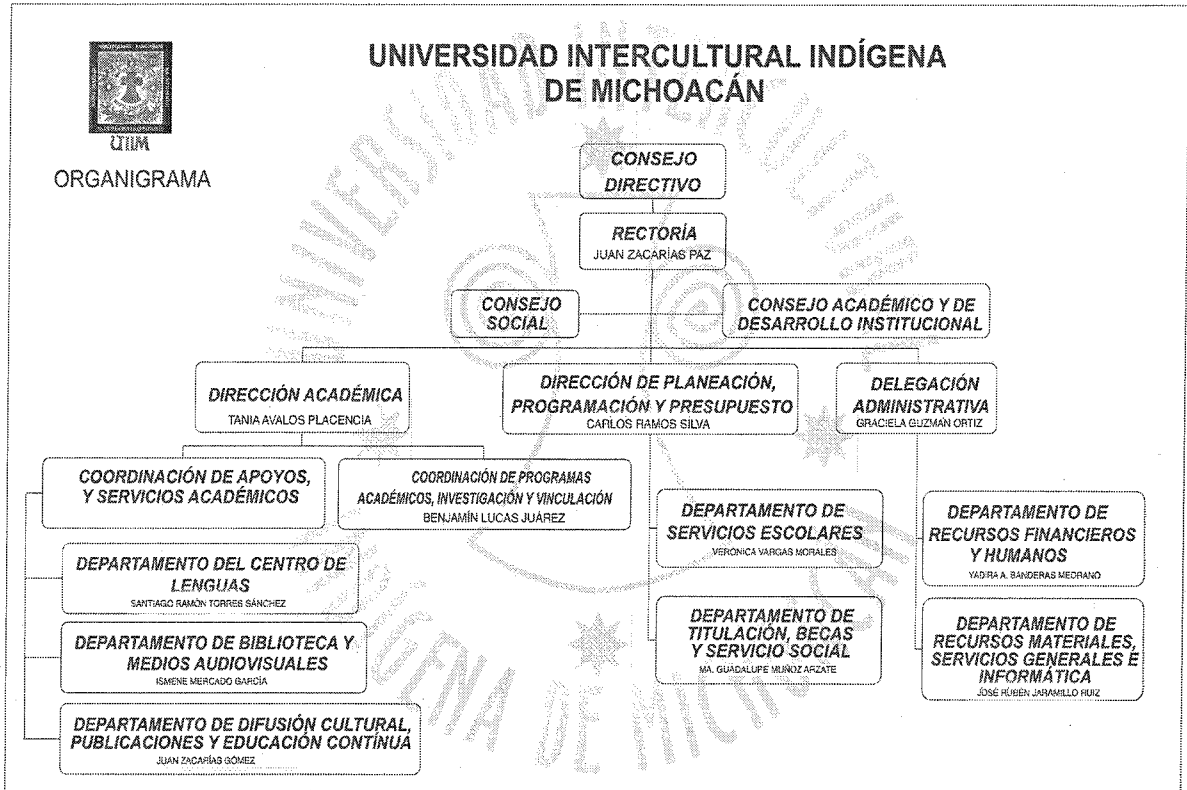 UNIVERSIDAD INTERCULTURAL INDÍGENA
DE MICHOACÁN
UIIM
ORGANIGRAMA
CONSEJO
DIRECTIVO
RECTORÍA
JUAN ZACARÍAS PAZ
CONSEJO
SOCIAL
CONSEJO ACADÉMICO Y DE
DESARROLLO INSTITUCIONAL
DIRECCIÓN ACADÉMICA
TANIA AVALOS PLACENCIA
DIRECCIÓN DE PLANEACIÓN,
PROGRAMACIÓN Y PRESUPUESTO
CARLOS RAMOS SILVA
DELEGACIÓN
ADMINISTRATIVA
GRACIELA GUZMÁN ORTIZ
COORDINACIÓN DE APOYOS,
Y SERVICIOS ACADÉMICOS
COORDINACIÓN DE PROGRAMAS
ACADÉMICOS, INVESTIGACIÓN Y VINCULACIÓN
BENJAMÍN LUCAS JUÁREZ
DEPARTAMENTO DEL CENTRO DE
LENGUAS
SANTIAGO RAMÓN TORRES SÁNCHEZ
DEPARTAMENTO DE BIBLIOTECA Y
MEDIOS AUDIOVISUALES
ISMENE MERCADO GARCÍA
DEPARTAMENTO DE DIFUSIÓN CULTURAL,
PUBLICACIONES Y EDUCACIÓN CONTÍNUA
JUAN ZACARÍAS GÓMEZ
DEPARTAMENTO DE
SERVICIOS ESCOLARES
VERONICA VARGAS MORALES
DEPARTAMENTO DE
TITULACIÓN, BECAS
Y SERVICIO SOCIAL
MA. GUADALUPE MUÑOZ ARZATE
DEPARTAMENTO DE
RECURSOS FINANCIEROS
Y HUMANOS
YADIRA A. BANDERAS MEDRANO
DEPARTAMENTO DE
RECURSOS MATERIALES,
SERVICIOS GENERALES E
INFORMÁTICA
JOSÉ RUBÉN JARAMILLO RUIZ